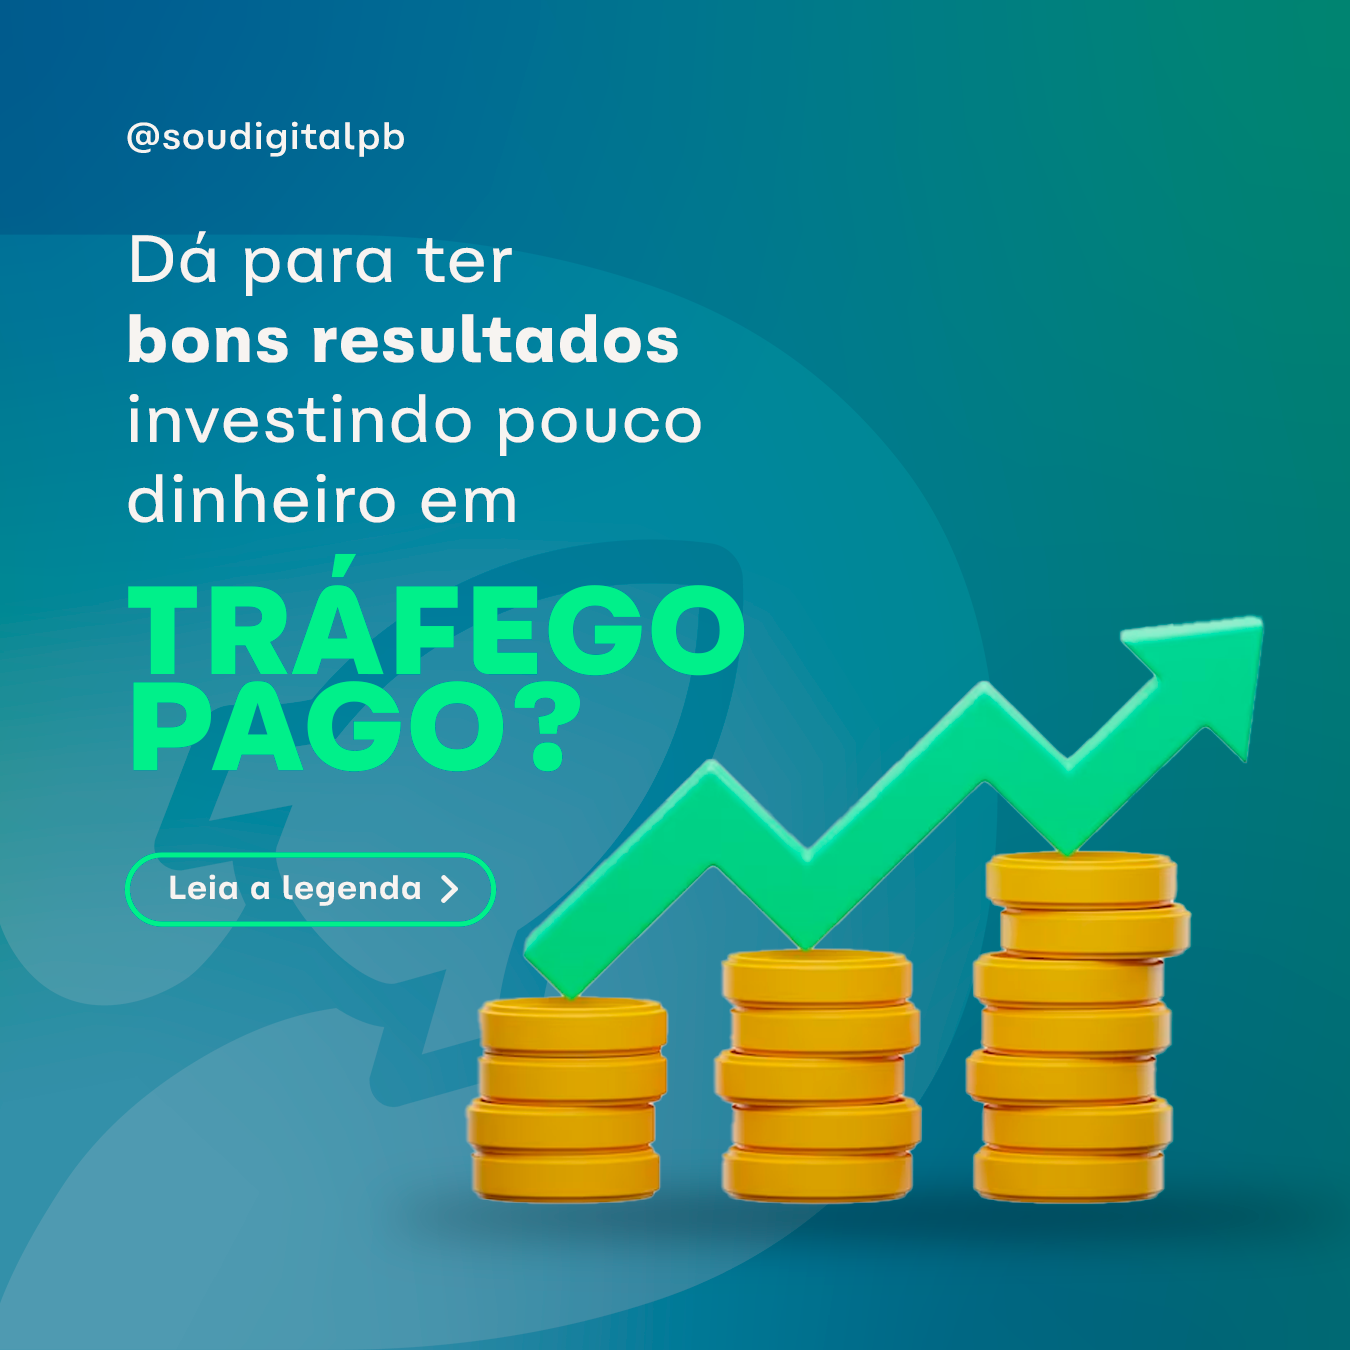 @soudigitalpb
Dá para ter
bons resultados
investindo pouco
dinheiro em
TRÁFEGO
PAGO?
Leia a legenda